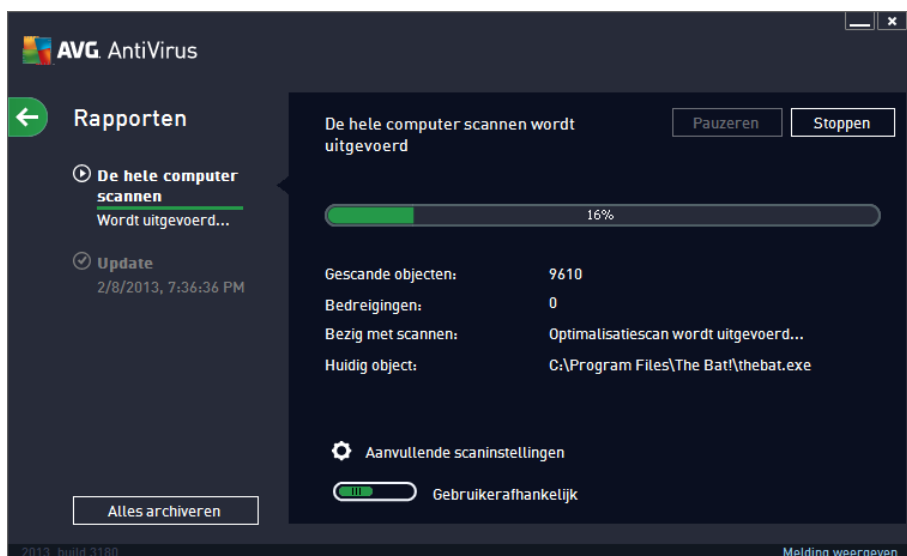 AVG. AntiVirus
Rapporten
De hele computer
scannen
Wordt uitgevoerd...
Update
2/8/2013, 7:36:36 PM
Alles archiveren
De hele computer scannen wordt
uitgevoerd
Pauzeren
Stoppen
16%
Gescande objecten: 9610
Bedreigingen: 0
Bezig met scannen: Optimalisatiescan wordt uitgevoerd...
Huidig object: C:\Program Files\The Bat!\thebat.exe
Aanvullende scaninstellingen
Gebruikerafhankelijk
2013 build 3180
Melding weergeven